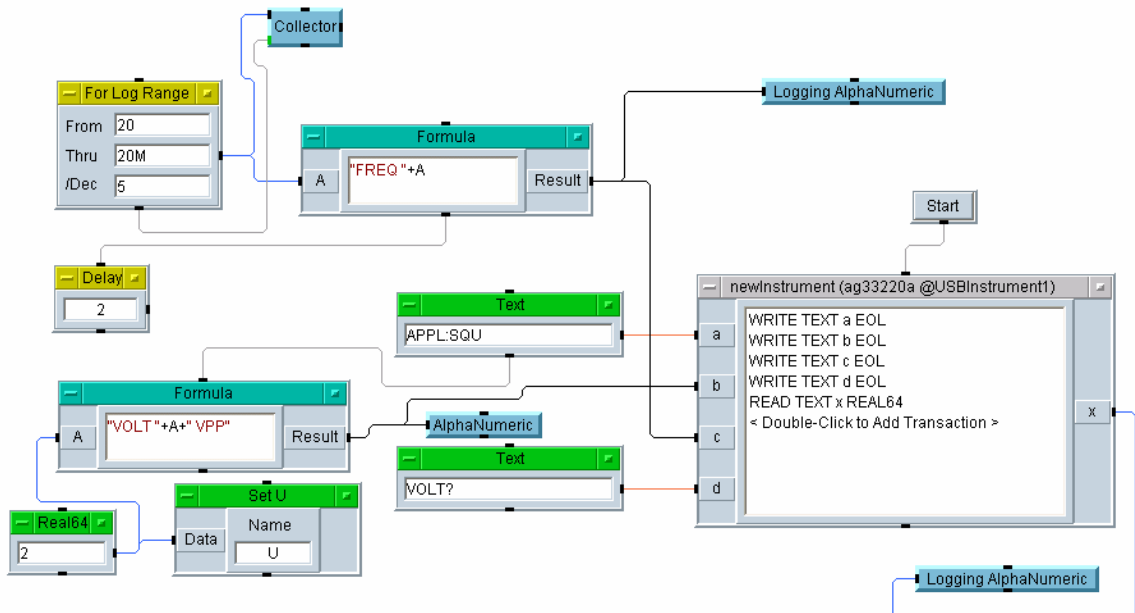 Collector
For Log Range
From 20
Thru 20M
/Dec 5
Logging AlphaNumeric
Formula
A
"FREQ "+A
Result
Start
Delay
2
newInstrument (ag33220a @USBInstrument1)
a
b
c
d
WRITE TEXT a EOL
WRITE TEXT b EOL
WRITE TEXT c EOL
WRITE TEXT d EOL
READ TEXT x REAL64
< Double-Click to Add Transaction >
x
Text
APPL:SQU
Formula
A
"VOLT "+A+" VPP"
Result
AlphaNumeric
Text
VOLT?
Set U
Data
Name
U
Real64
2
Logging AlphaNumeric